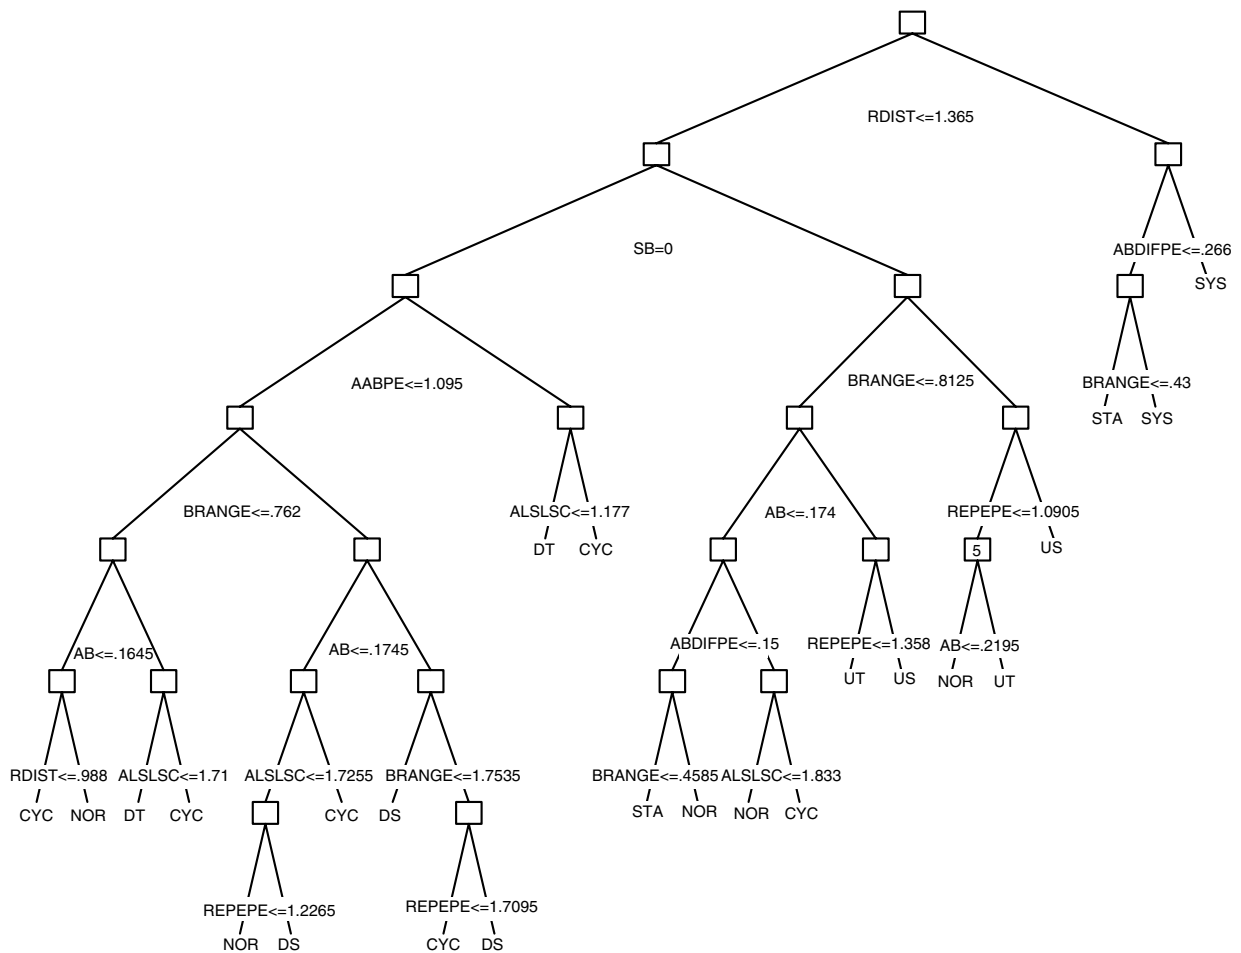 RDIST<=1.365
SB=0
ABDIFPE<=.266
SYS
AABPE<=1.095
BRANGE<=.8125
BRANGE<=.43
STA SYS
BRANGE<=.762
ALSLSC<=1.177
AB<=.174
REPEPE<=1.0905
DT CYC
5
US
AB<=.1645
AB<=.1745
ABDIFPE<=.15
REPEPE<=1.358
AB<=.2195
UT US
NOR UT
RDIST<=.988
ALSLSC<=1.71
ALSLSC<=1.7255
BRANGE<=1.7535
BRANGE<=.4585
ALSLSC<=1.833
CYC NOR
DT CYC
CYC
DS
STA NOR
NOR CYC
REPEPE<=1.2265
REPEPE<=1.7095
NOR DS
CYC DS